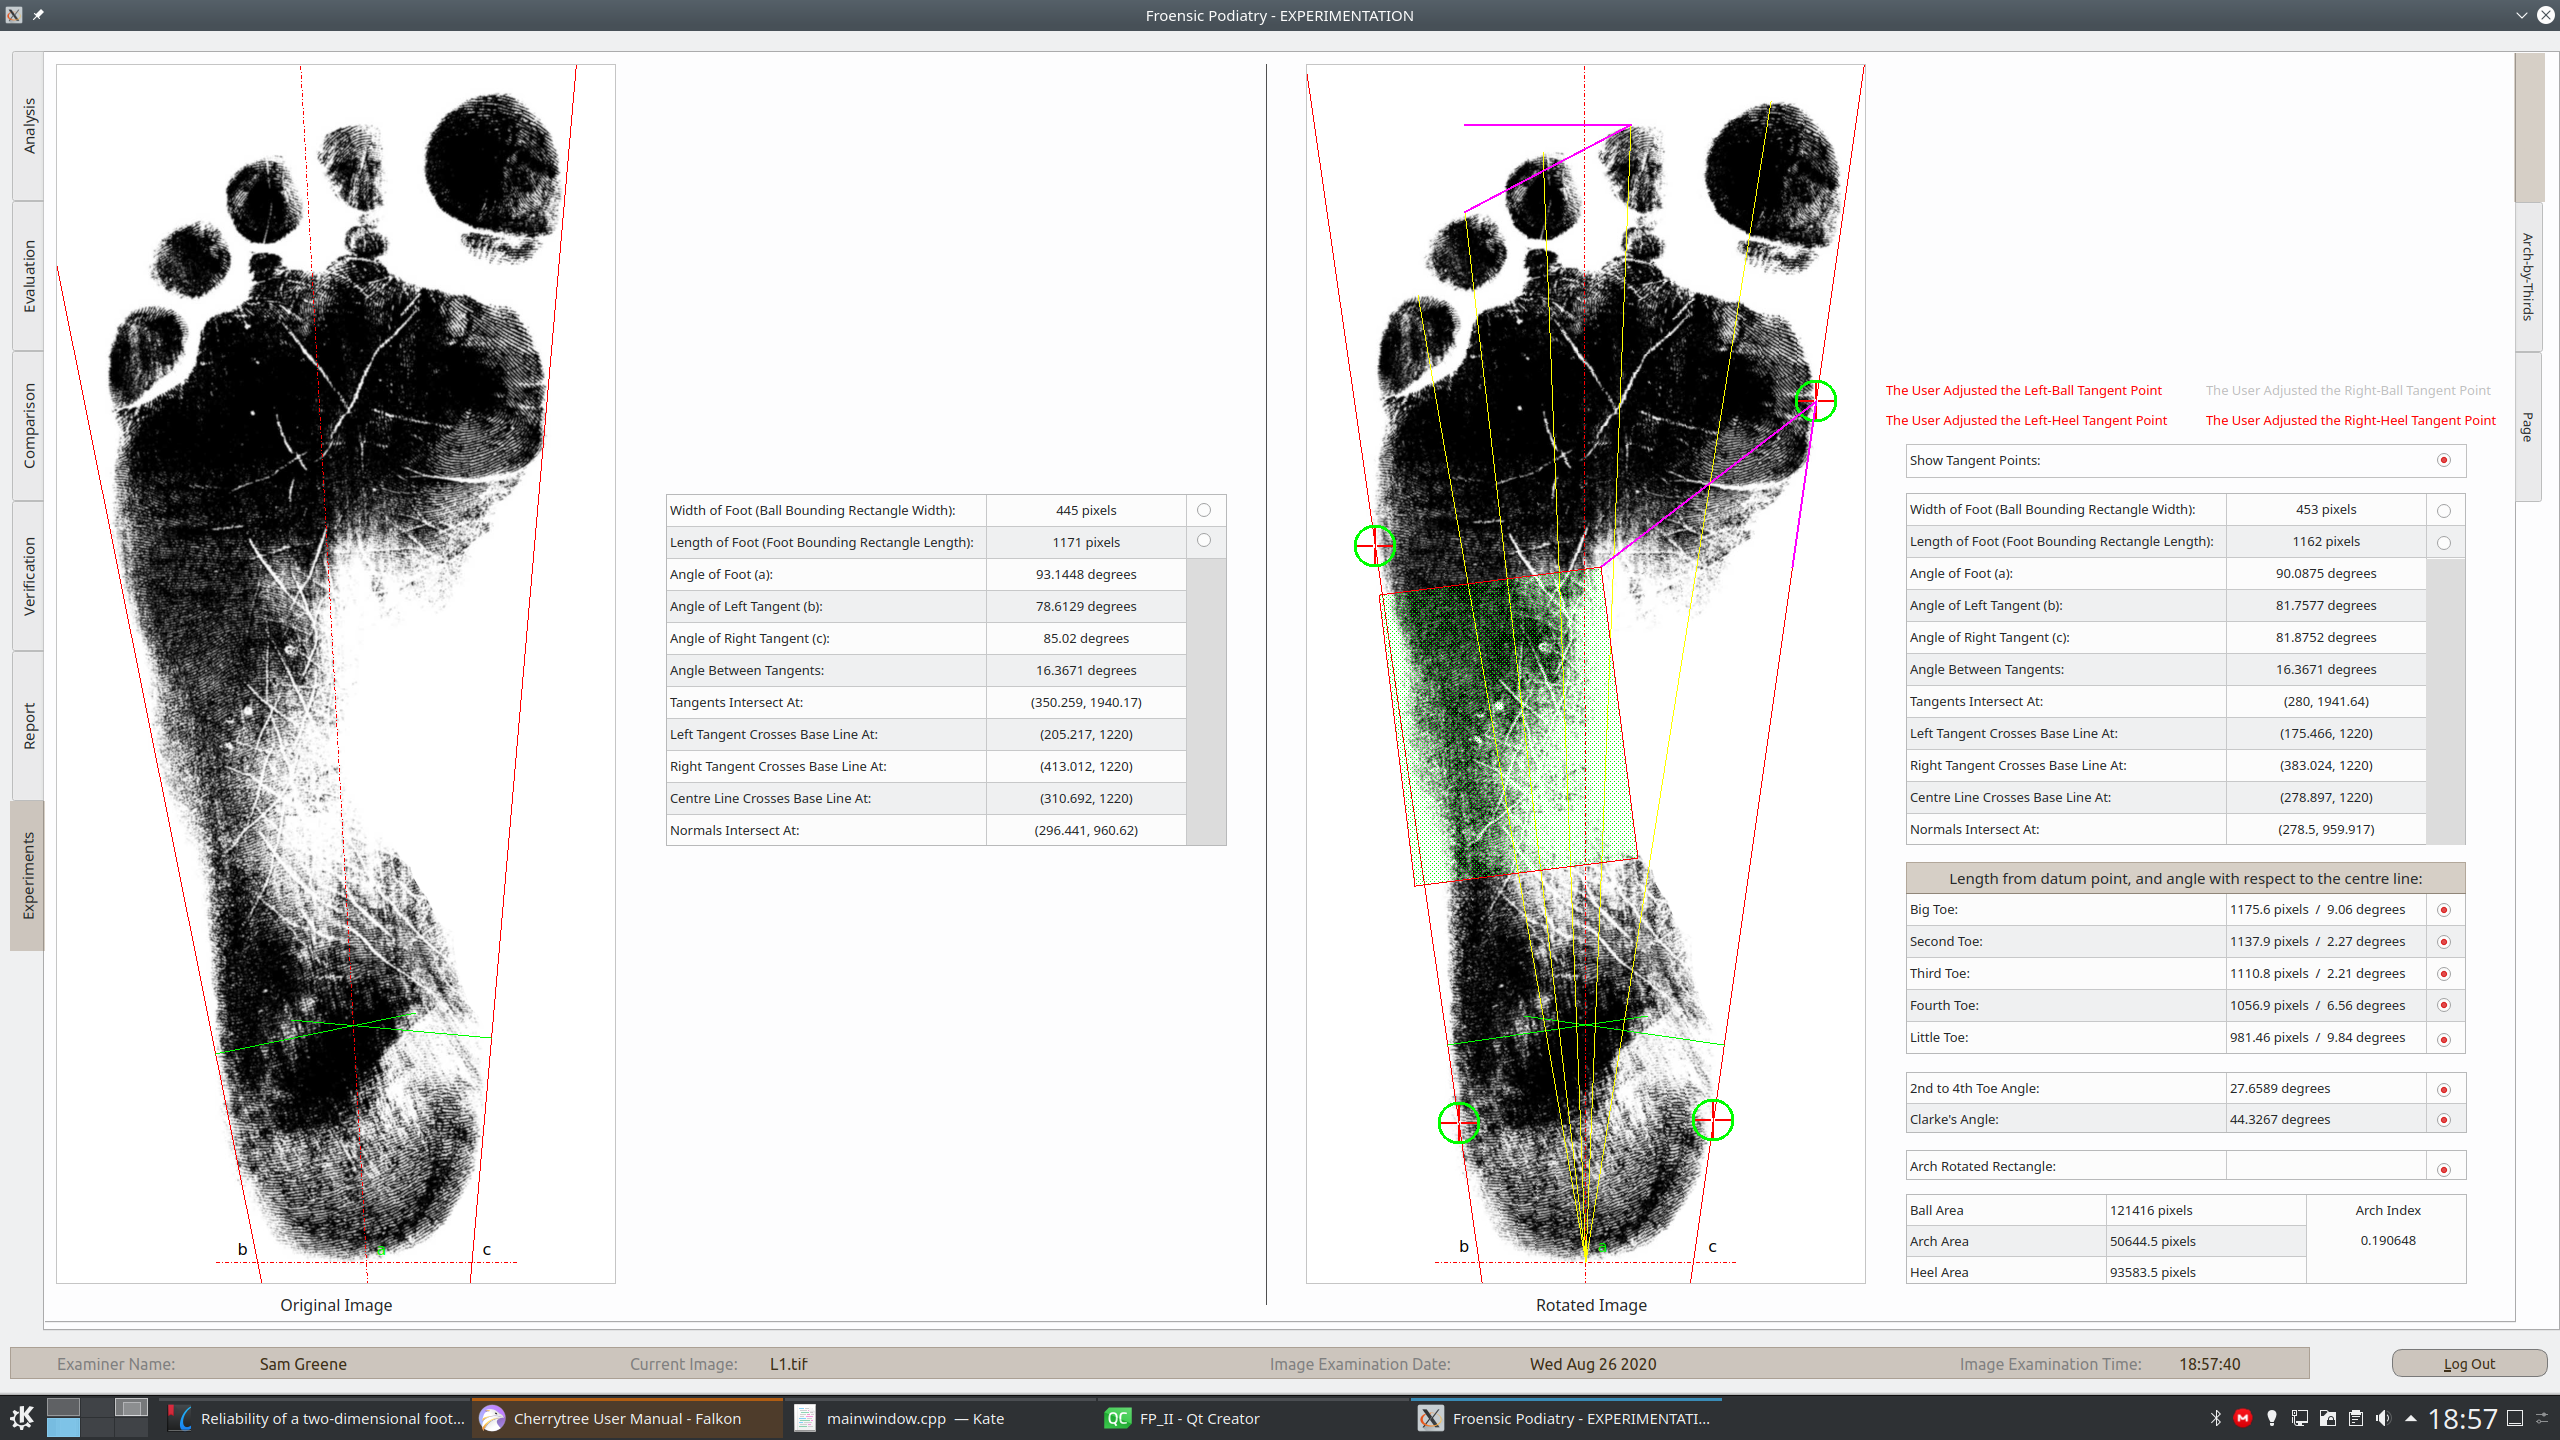 Froensic Podiatry - EXPERIMENTATION
Analysis
Evaluation
Comparison
Verification
Report
Experiments
b
a
c
Original Image
Width of Foot (Ball Bounding Rectangle Width): 445 pixels
Length of Foot (Foot Bounding Rectangle Length): 1171 pixels
Angle of Foot (a): 93.1448 degrees
Angle of Left Tangent (b): 78.6129 degrees
Angle of Right Tangent (c): 85.02 degrees
Angle Between Tangents: 16.3671 degrees
Tangents Intersect At: (350.259, 1940.17)
Left Tangent Crosses Base Line At: (205.217, 1220)
Right Tangent Crosses Base Line At: (413.012, 1220)
Centre Line Crosses Base Line At: (310.692, 1220)
Normals Intersect At: (296.441, 960.62)
b
a
c
Rotated Image
The User Adjusted the Left-Ball Tangent Point The User Adjusted the Right-Ball Tangent Point
The User Adjusted the Left-Heel Tangent Point The User Adjusted the Right-Heel Tangent Point
Show Tangent Points:
Width of Foot (Ball Bounding Rectangle Width): 453 pixels
Length of Foot (Foot Bounding Rectangle Length): 1162 pixels
Angle of Foot (a): 90.0875 degrees
Angle of Left Tangent (b): 81.7577 degrees
Angle of Right Tangent (c): 81.8752 degrees
Angle Between Tangents: 16.3671 degrees
Tangents Intersect At: (280, 1941.64)
Left Tangent Crosses Base Line At: (175.466, 1220)
Right Tangent Crosses Base Line At: (383.024, 1220)
Centre Line Crosses Base Line At: (278.897, 1220)
Normals Intersect At: (278.5, 959.917)
Length from datum point, and angle with respect to the centre line:
Big Toe: 1175.6 pixels / 9.06 degrees
Second Toe: 1137.9 pixels / 2.27 degrees
Third Toe: 1110.8 pixels / 2.21 degrees
Fourth Toe: 1056.9 pixels / 6.56 degrees
Little Toe: 981.46 pixels / 9.84 degrees
2nd to 4th Toe Angle: 27.6589 degrees
Clarke's Angle: 44.3267 degrees
Arch Rotated Rectangle:
Ball Area 121416 pixels Arch Index
Arch Area 50644.5 pixels 0.190648
Heel Area 93583.5 pixels
Arch-by-Thirds
Page
Examiner Name: Sam Greene Current Image: L1.tif Image Examination Date: Wed Aug 26 2020 Image Examination Time: 18:57:40 Log Out
Reliability of a two-dimensional foot... Cherrytree User Manual - Falkon mainwindow.cpp — Kate QC FP_II - Qt Creator Froensic Podiatry - EXPERIMENTATI... 18:57